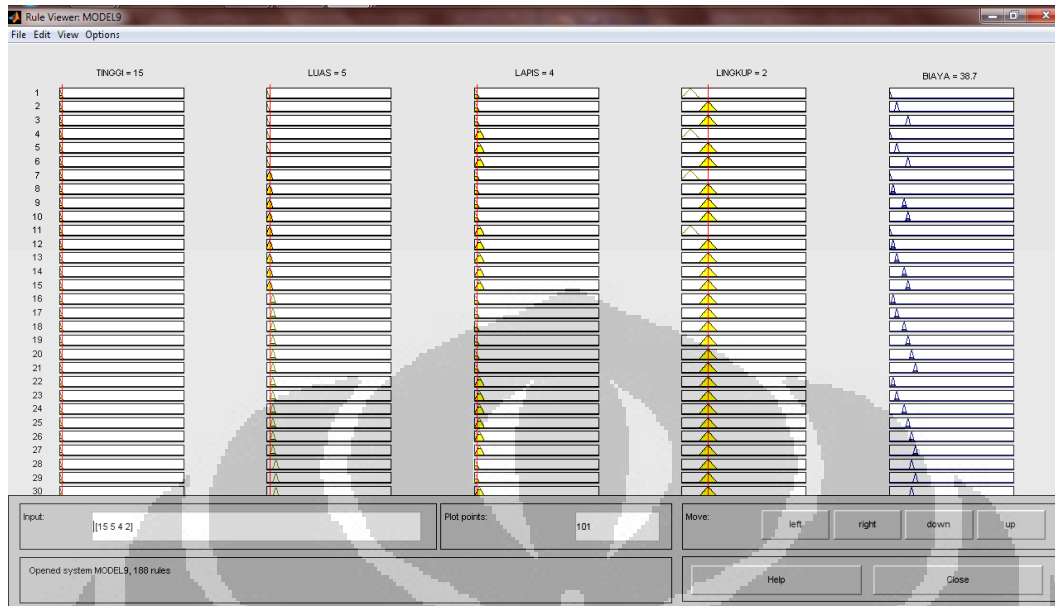 Rule Viewer: MODEL9
File Edit View Options
TINGGI = 15
LUAS = 5
LAPIS = 4
LINGKUP = 2
BIAYA = 38.7
1
2
3
4
5
6
7
8
9
10
11
12
13
14
15
16
17
18
19
20
21
22
23
24
25
26
27
28
29
30
Input:
[15 5 4 2]
Plot points:
101
Move:
left
right
down
up
Opened system MODEL9, 188 rules
Help
Close